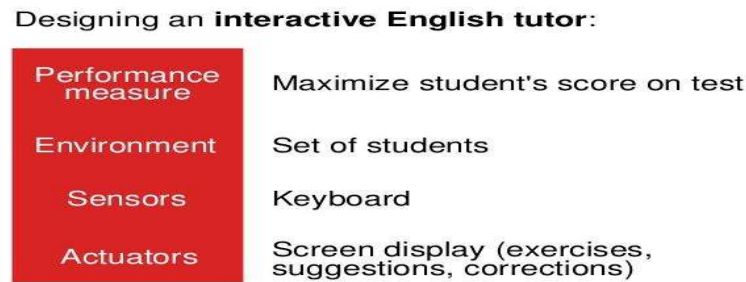 Designing an interactive English tutor:
Performance
measure
Maximize student's score on test
Environment
Set of students
Sensors
Keyboard
Actuators
Screen display (exercises,
suggestions, corrections)